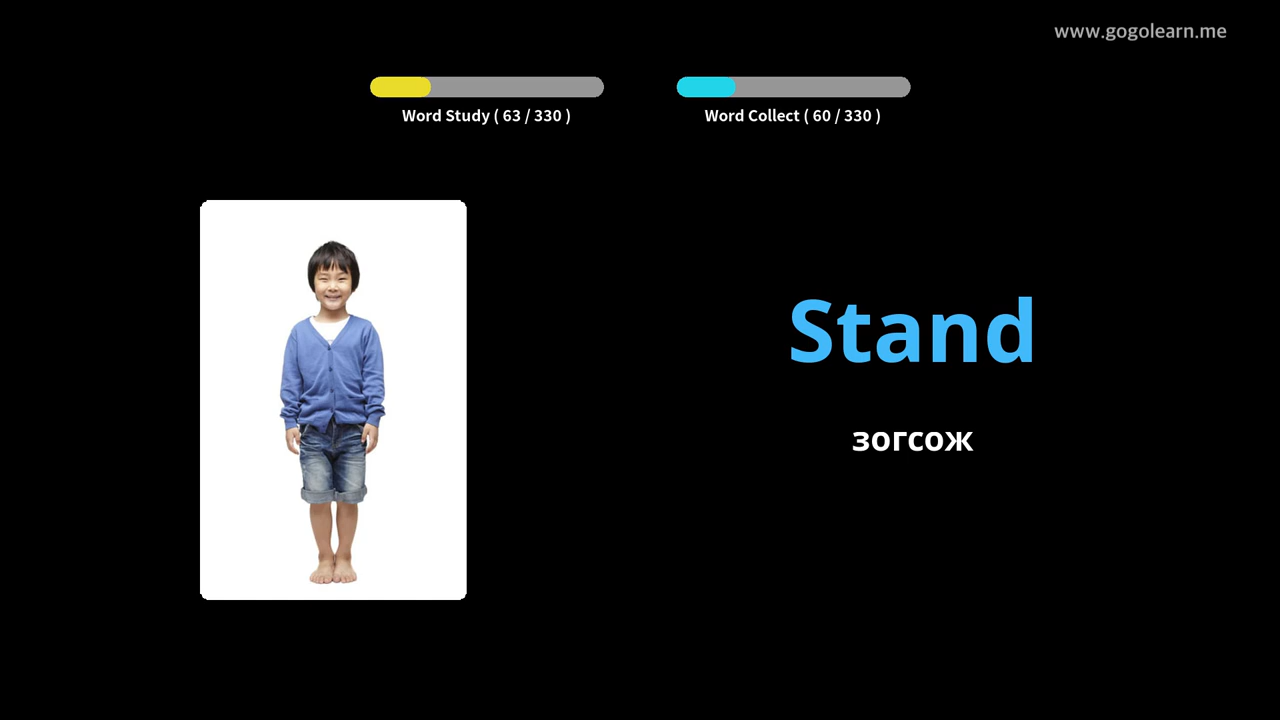 www.gogolearn.me
Word Study ( 63 / 330 )
Word Collect ( 60 / 330 )
Stand
зогсож